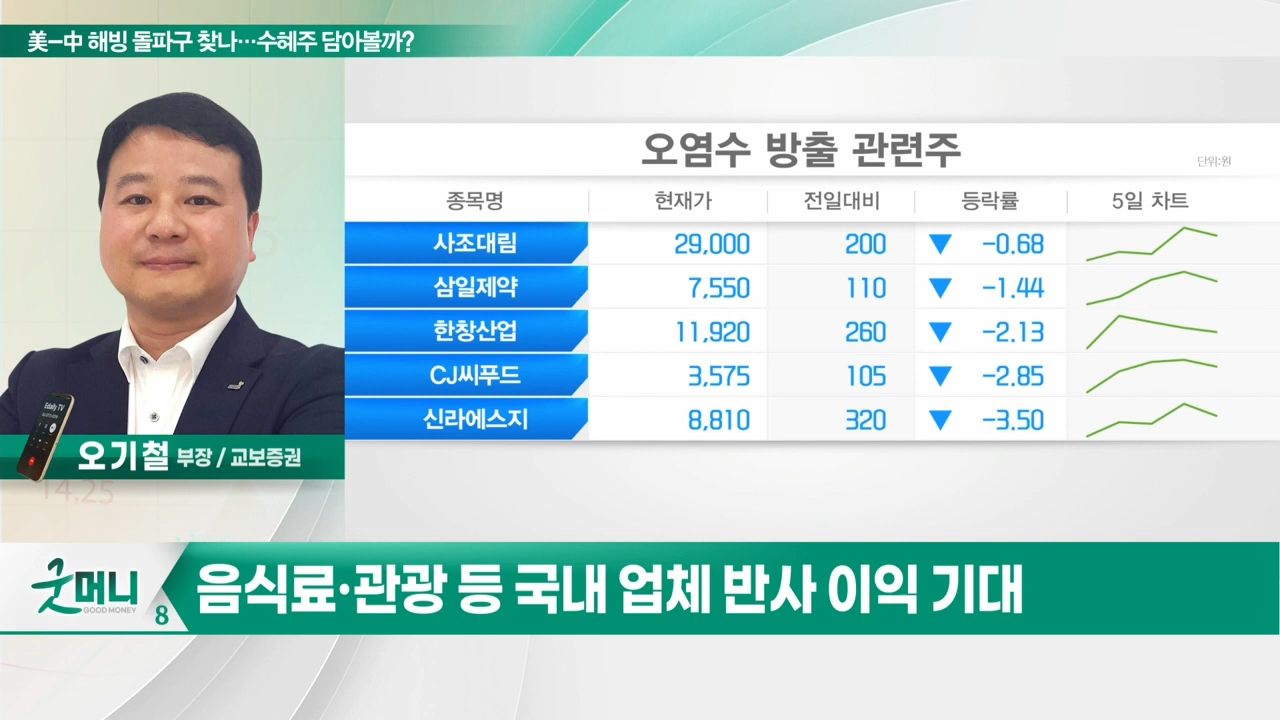 美-中 해빙 돌파구 찾나…수혜주 담아볼까?
오염수 방출 관련주
단위:원
종목명 현재가 전일대비 등락률 5일 차트
사조대림 29,000 200 ▼ -0.68
삼일제약 7,550 110 ▼ -1.44
한창산업 11,920 260 ▼ -2.13
CJ씨푸드 3,575 105 ▼ -2.85
신라에스지 8,810 320 ▼ -3.50
Edaily TV
오기철 부장 / 교보증권
14.25
굿머니
GOOD MONEY
8
음식료·관광 등 국내 업체 반사 이익 기대